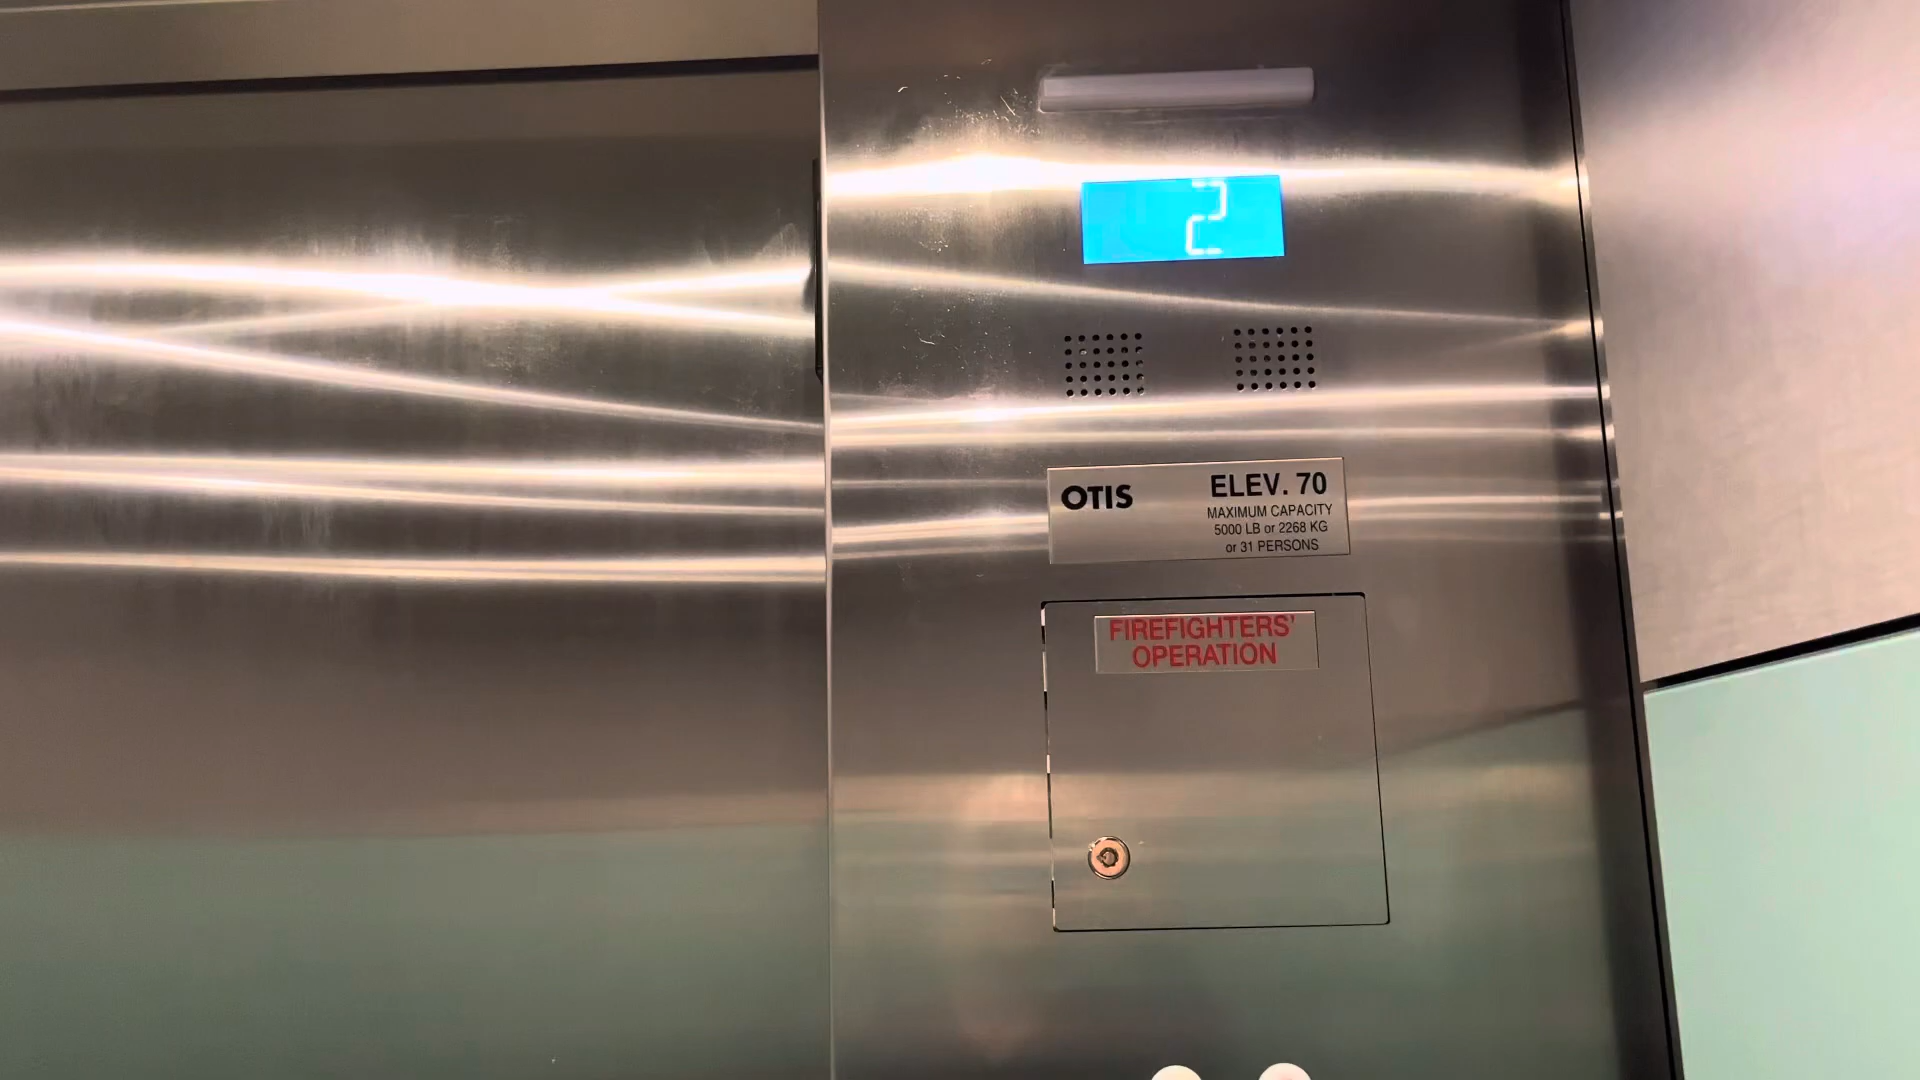 2
OTIS
ELEV. 70
MAXIMUM CAPACITY
5000 LB or 2268 KG
or 31 PERSONS
FIREFIGHTERS'
OPERATION